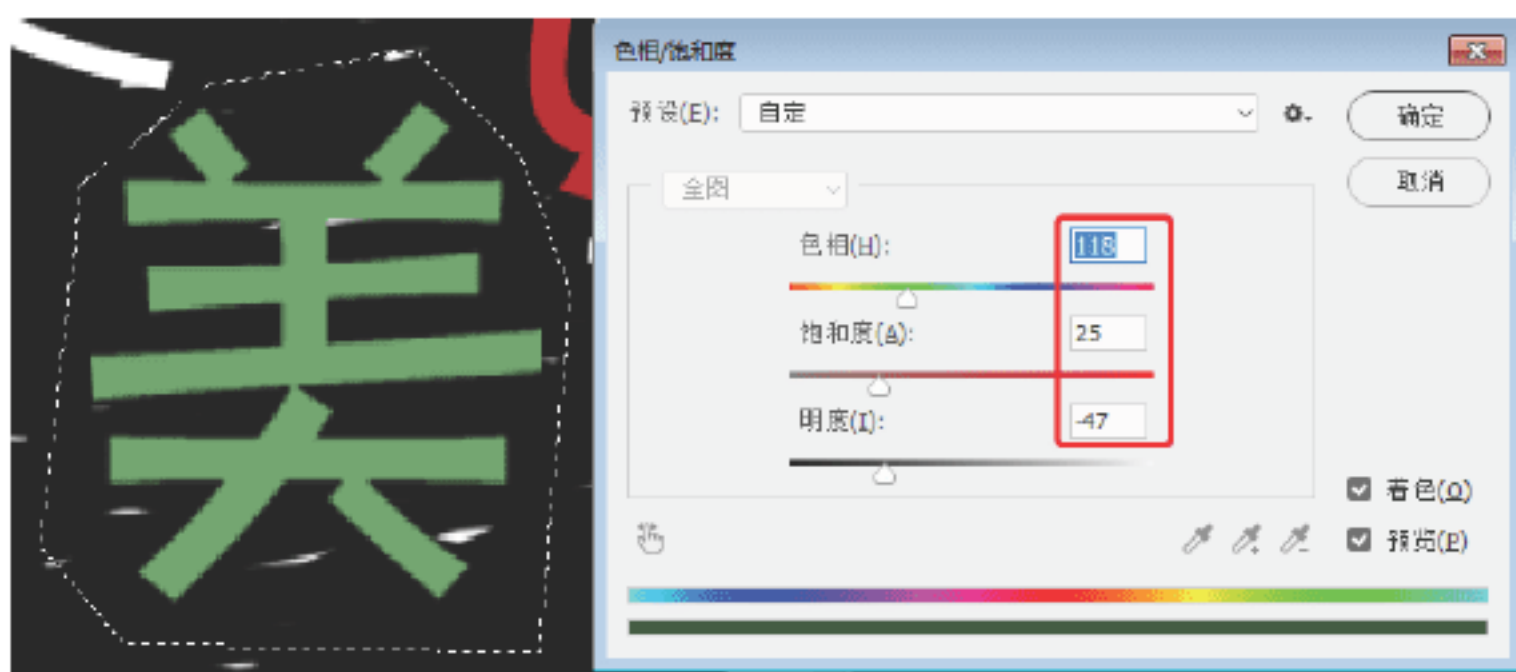 美
色相/饱和度
预设(E): 自定
确定
取消
全图
色相(H): 118
饱和度(A): 25
明度(I): -47
着色(O)
预览(P)